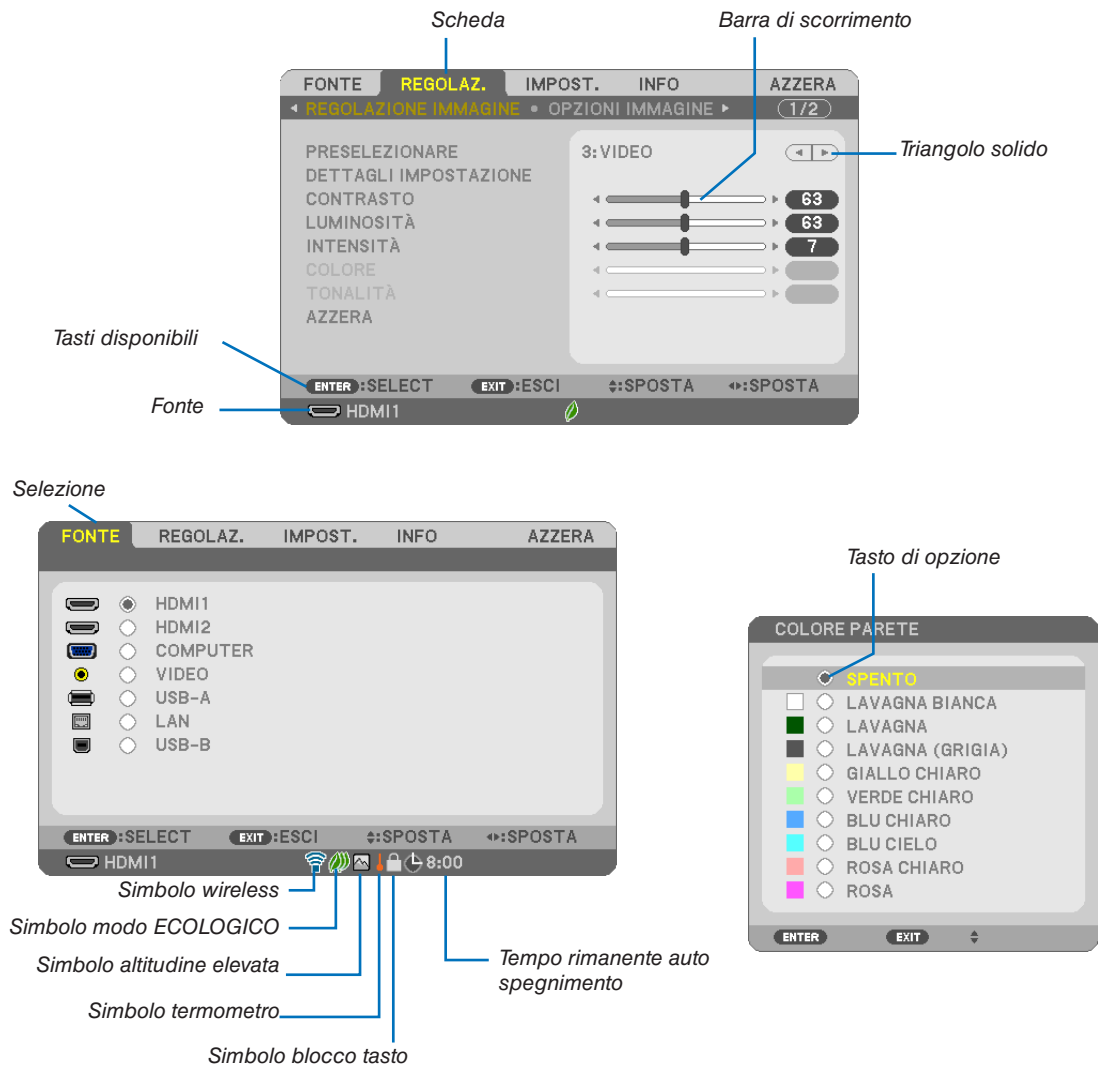 Scheda
Barra di scorrimento
FONTE REGOLAZ. IMPOST. INFO AZZERA
REGOLAZIONE IMMAGINE • OPZIONI IMMAGINE 1/2
PRESELEZIONARE 3:VIDEO
Triangolo solido
DETTAGLI IMPOSTAZIONE
CONTRASTO 63
LUMINOSITÀ 63
INTENSITÀ 7
COLORE
TONALITÀ
AZZERA
Tasti disponibili
ENTER :SELECT EXIT :ESCI :SPOSTA :SPOSTA
Fonte
HDMI1
Selezione
FONTE REGOLAZ. IMPOST. INFO AZZERA
HDMI1
HDMI2
COMPUTER
VIDEO
USB-A
LAN
USB-B
ENTER :SELECT EXIT :ESCI :SPOSTA :SPOSTA
HDMI1 8:00
Simbolo wireless
Simbolo modo ECOLOGICO
Simbolo altitudine elevata
Simbolo termometro
Simbolo blocco tasto
Tempo rimanente auto
spegnimento
Tasto di opzione
COLORE PARETE
SPENTO
LAVAGNA BIANCA
LAVAGNA
LAVAGNA (GRIGIA)
GIALLO CHIARO
VERDE CHIARO
BLU CHIARO
BLU CIELO
ROSA CHIARO
ROSA
ENTER EXIT